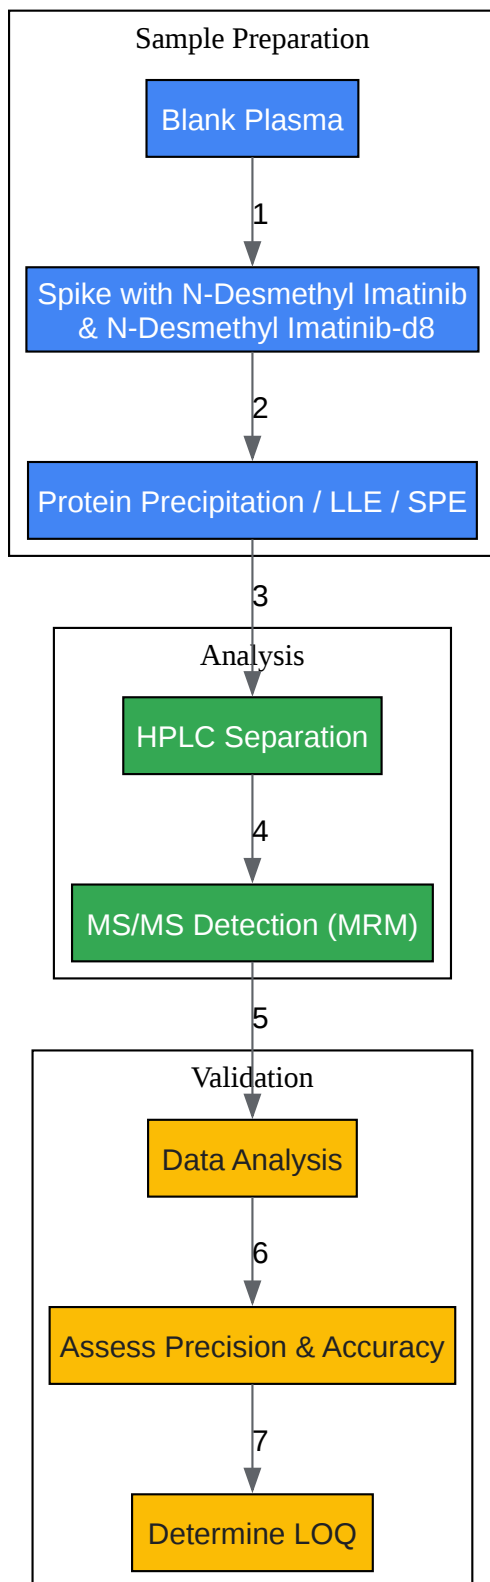 Sample Preparation
Blank Plasma
1
Spike with N-Desmethyl Imatinib
& N-Desmethyl Imatinib-d8
2
Protein Precipitation / LLE / SPE
3
Analysis
HPLC Separation
4
MS/MS Detection (MRM)
5
Validation
Data Analysis
6
Assess Precision & Accuracy
7
Determine LOQ